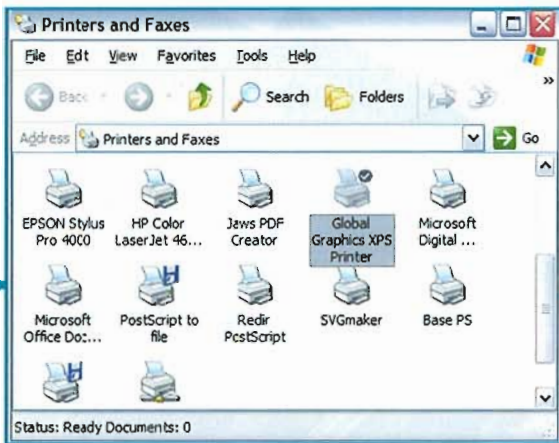 Printers and Faxes
File Edt View Favorites Tools Help
Back Search Folders »
Address Printers and Faxes Go
EPSON Stylus HP Color Jaws PDF Global Microsoft
Pro 4000 LaserJet 46... Creator Graphics XPS Digital ...
Printer
Microsoft PostScript to Redir SVGmaker Base PS
Office Doc... file PostScript
Status: Ready Documents: 0